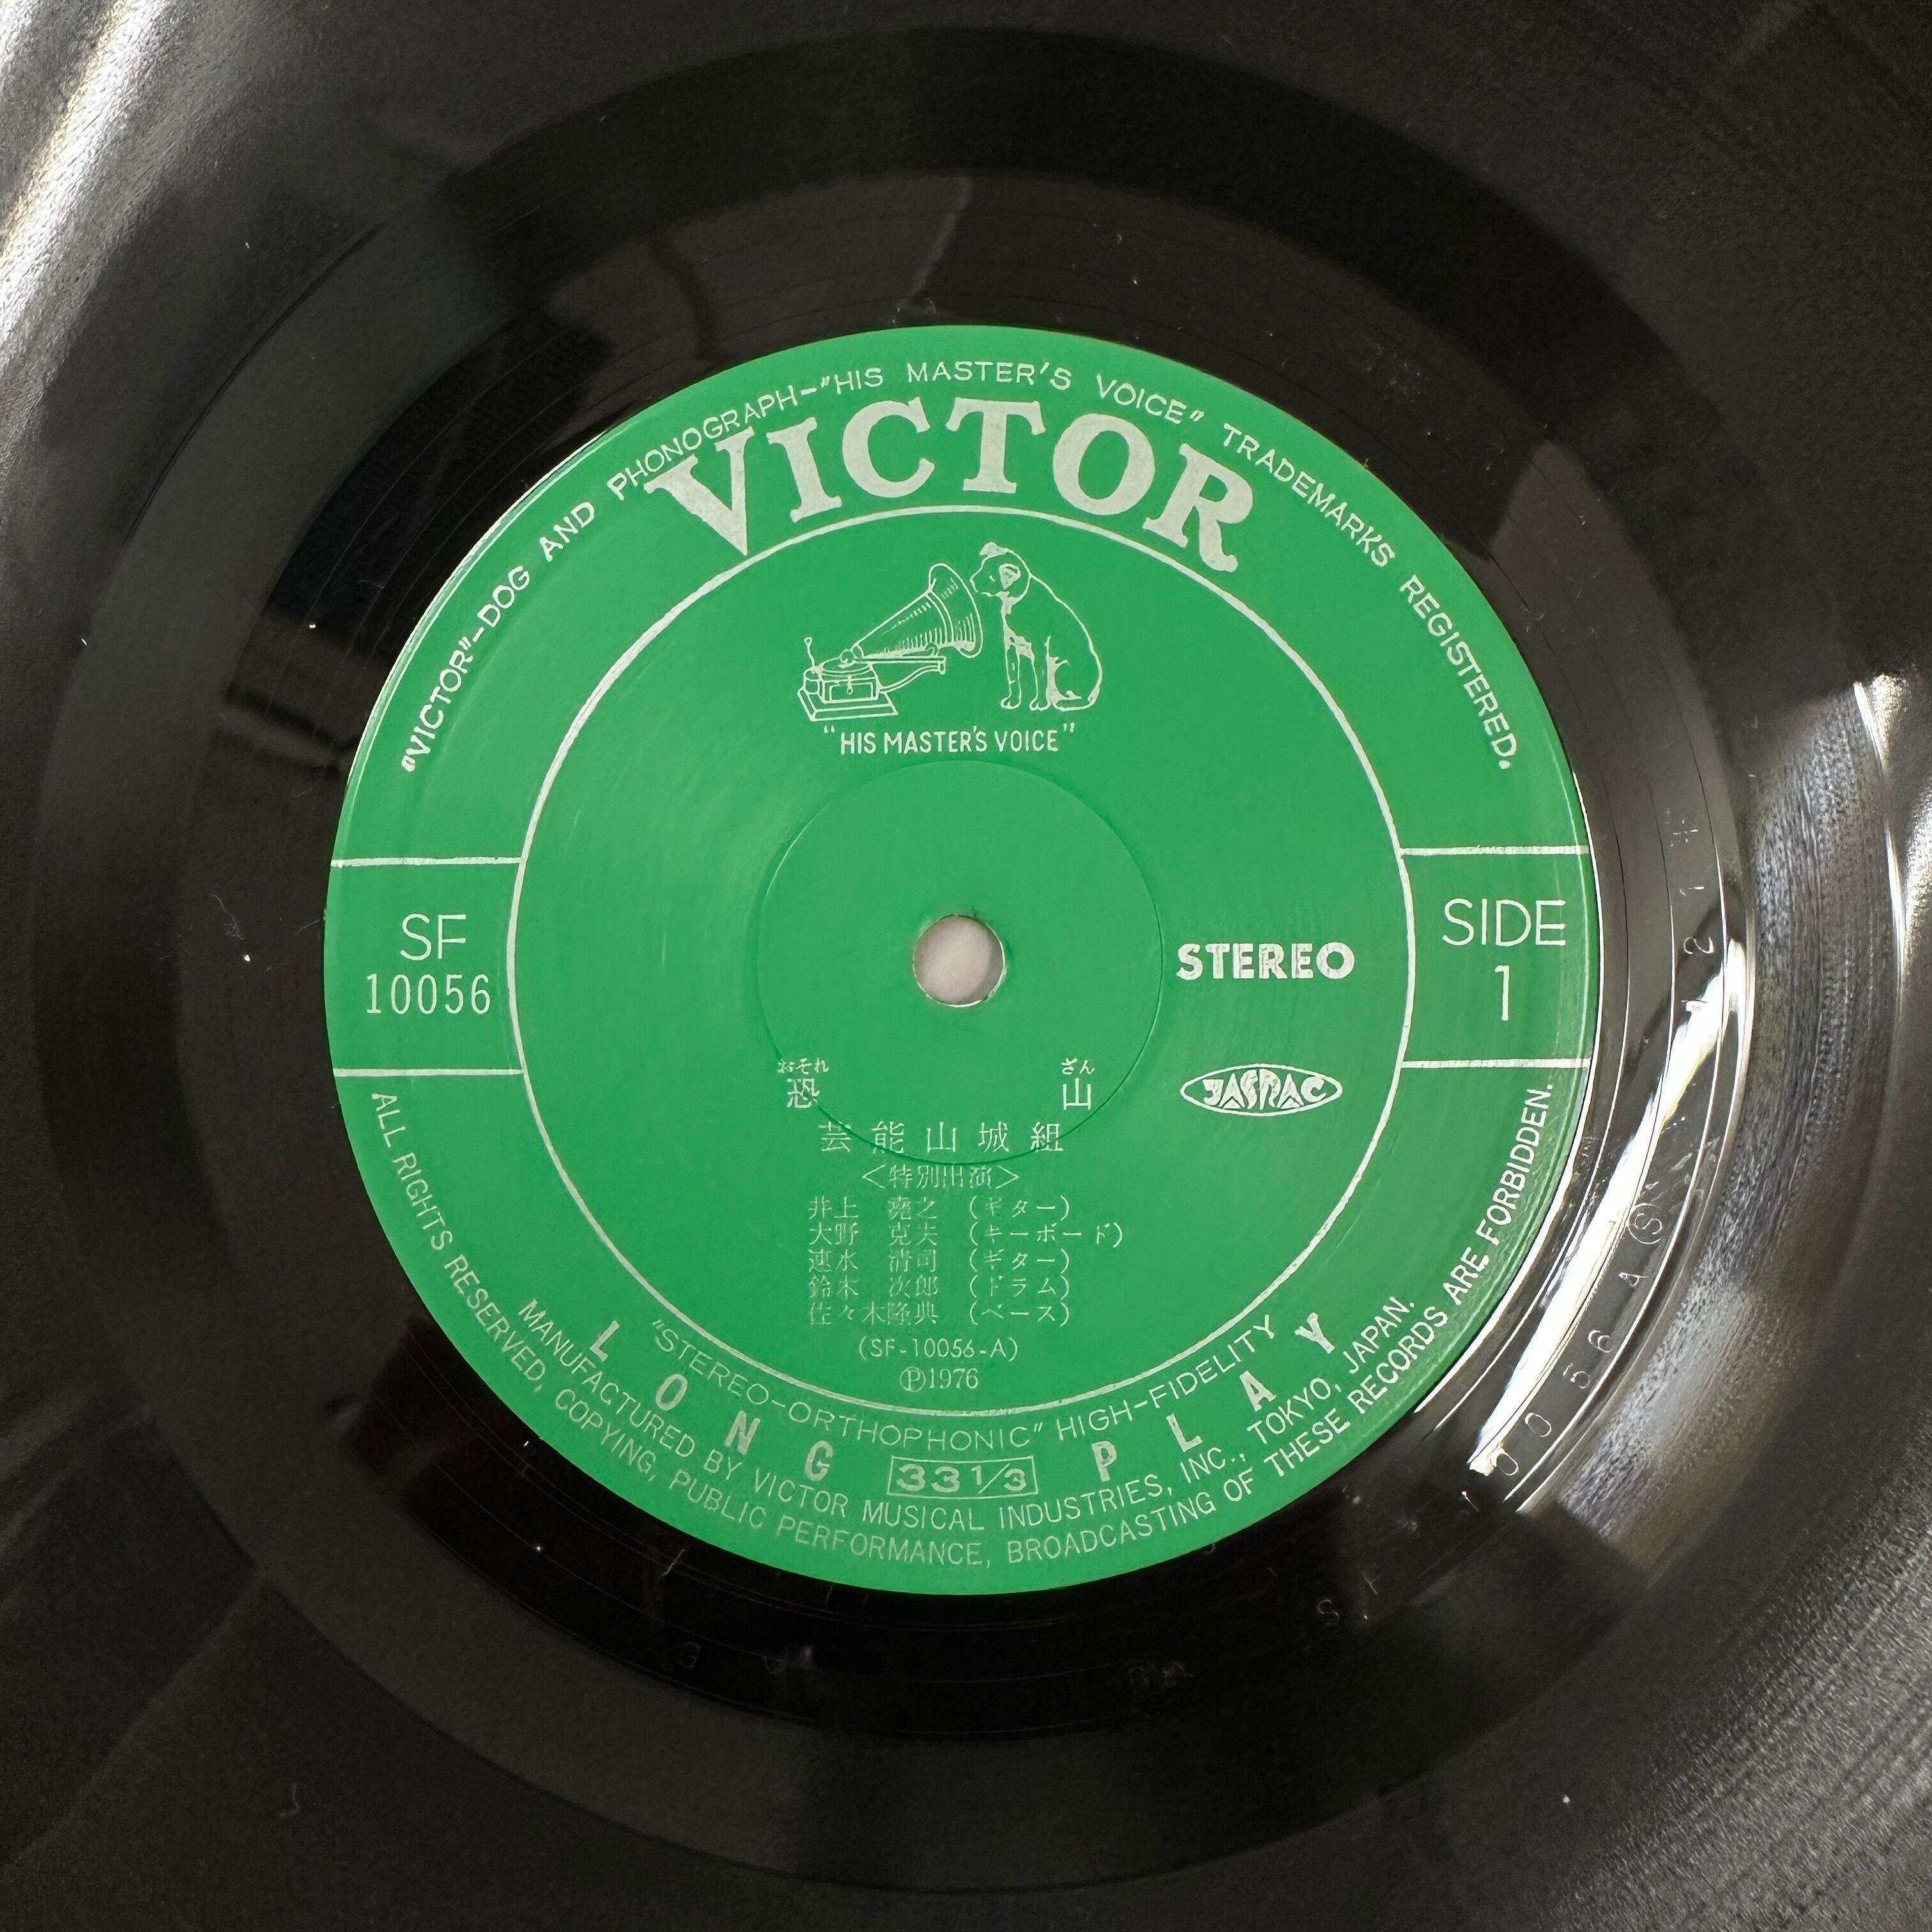 "VICTOR"-DOG AND PHONOGRAPH-"HIS MASTER'S VOICE" TRADEMARKS REGISTERED.
VICTOR
"HIS MASTER'S VOICE"
SF
10056
STEREO
SIDE
1
おそれ ざん
恐 山
JASRAC
芸能山城組
<特別出演>
井上 堯之 (ギター)
大野 克夫 (キーボード)
速水 清司 (ギター)
鈴木 次郎 (ドラム)
佐々木隆典 (ベース)
(SF-10056-A)
Ⓟ1976
"STEREO-ORTHOPHONIC" HIGH-FIDELITY
LONG 33 1/3 PLAY
MANUFACTURED BY VICTOR MUSICAL INDUSTRIES, INC., TOKYO, JAPAN.
ALL RIGHTS RESERVED, COPYING, PUBLIC PERFORMANCE, BROADCASTING OF THESE RECORDS ARE FORBIDDEN.